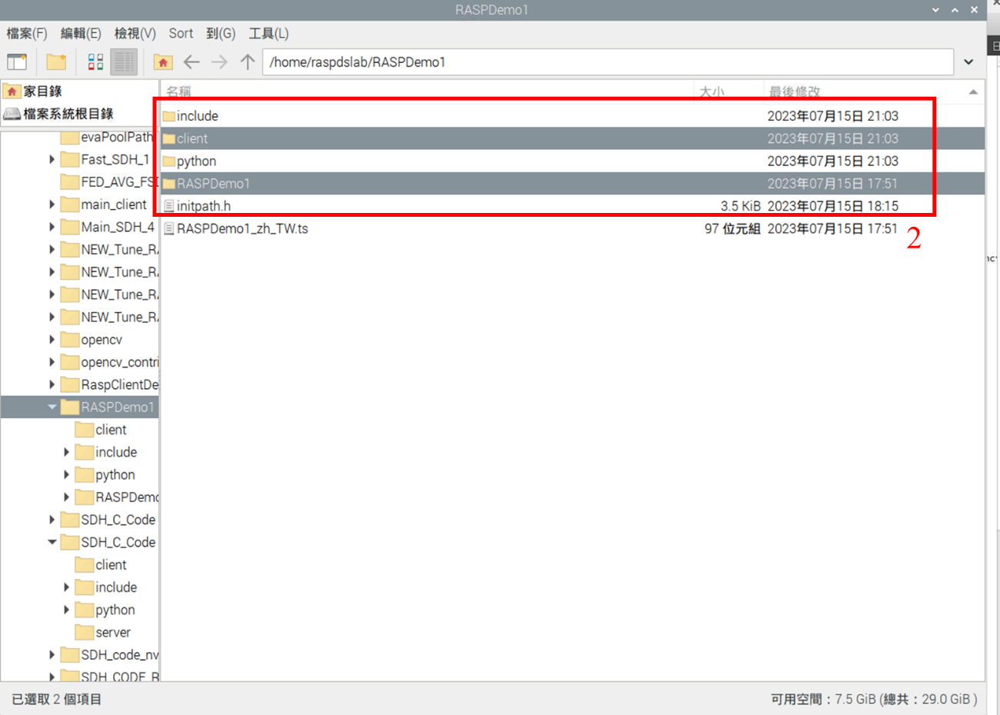 RASPDemo1
檔案(F) 編輯(E) 檢視(V) Sort 到(G) 工具(L)
/home/raspdslab/RASPDemo1
家目錄
檔案系統根目錄
evaPoolPath
Fast_SDH_1
FED_AVG_FS
main_client
Main_SDH_4
NEW_Tune_R
NEW_Tune_R
NEW_Tune_R
NEW_Tune_R
opencv
opencv_contri
RaspClientDe
RASPDemo1
client
include
python
RASPDemo
SDH_C_Code
SDH_C_Code
client
include
python
server
SDH_code_nv
SDH_CODE_R
名稱 大小 最後修改
include 2023年07月15日 21:03
client 2023年07月15日 21:03
python 2023年07月15日 21:03
RASPDemo1 2023年07月15日 17:51
initpath.h 3.5 KiB 2023年07月15日 18:15
RASPDemo1_zh_TW.ts 97 位元組 2023年07月15日 17:51
2
已選取 2 個項目
可用空間：7.5 GiB (總共：29.0 GiB )